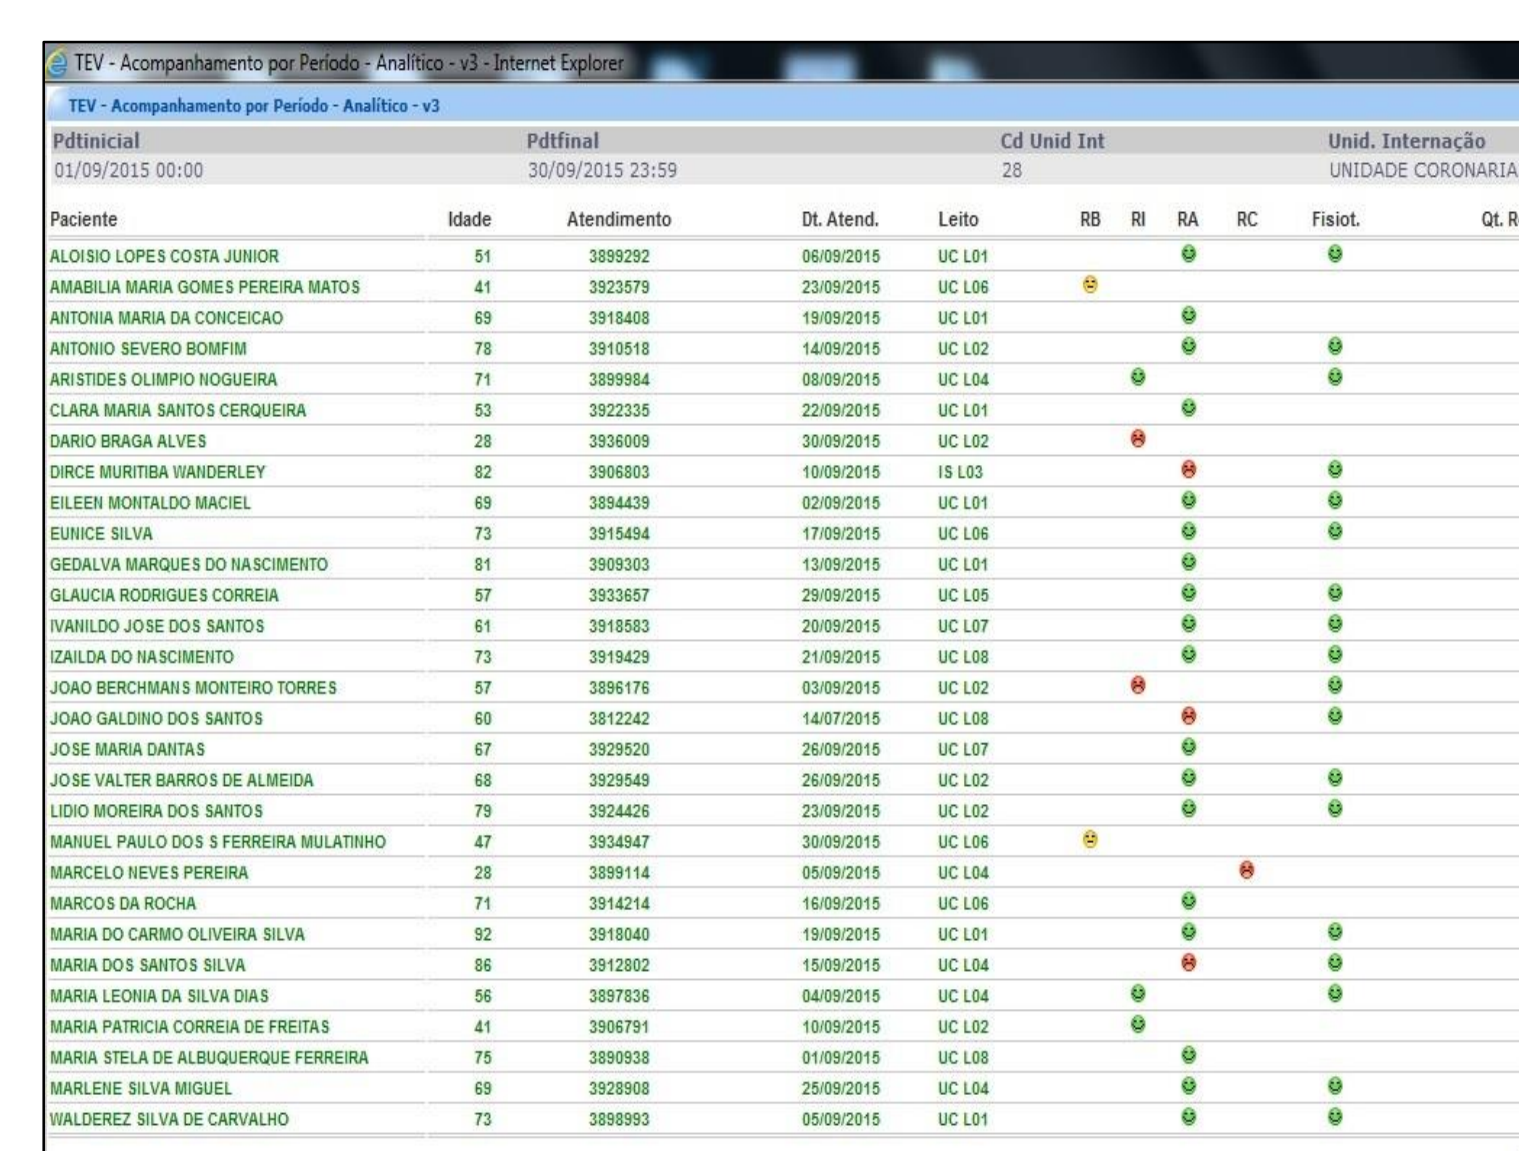 TEV - Acompanhamento por Período - Analítico - v3 - Internet Explorer
TEV - Acompanhamento por Período - Analítico - v3
Pdtinicial Pdtfinal Cd Unid Int Unid. Internação
01/09/2015 00:00 30/09/2015 23:59 28 UNIDADE CORONARIA
Paciente Idade Atendimento Dt. Atend. Leito RB RI RA RC Fisiot. Qt.
ALOISIO LOPES COSTA JUNIOR 51 3899292 06/09/2015 UC L01
AMABILIA MARIA GOMES PEREIRA MATOS 41 3923579 23/09/2015 UC L06
ANTONIA MARIA DA CONCEICAO 69 3918408 19/09/2015 UC L01
ANTONIO SEVERO BOMFIM 78 3910518 14/09/2015 UC L02
ARISTIDES OLIMPIO NOGUEIRA 71 3899984 08/09/2015 UC L04
CLARA MARIA SANTOS CERQUEIRA 53 3922335 22/09/2015 UC L01
DARIO BRAGA ALVES 28 3936009 30/09/2015 UC L02
DIRCE MURITIBA WANDERLEY 82 3906803 10/09/2015 IS L03
EILEEN MONTALDO MACIEL 69 3894439 02/09/2015 UC L01
EUNICE SILVA 73 3915494 17/09/2015 UC L06
GEDALVA MARQUES DO NASCIMENTO 81 3909303 13/09/2015 UC L01
GLAUCIA RODRIGUES CORREIA 57 3933657 29/09/2015 UC L05
IVANILDO JOSE DOS SANTOS 61 3918583 20/09/2015 UC L07
IZAILDA DO NASCIMENTO 73 3919429 21/09/2015 UC L08
JOAO BERCHMANS MONTEIRO TORRES 57 3896176 03/09/2015 UC L02
JOAO GALDINO DOS SANTOS 60 3812242 14/07/2015 UC L08
JOSE MARIA DANTAS 67 3929520 26/09/2015 UC L07
JOSE VALTER BARROS DE ALMEIDA 68 3929549 26/09/2015 UC L02
LIDIO MOREIRA DOS SANTOS 79 3924426 23/09/2015 UC L02
MANUEL PAULO DOS S FERREIRA MULATINHO 47 3934947 30/09/2015 UC L06
MARCELO NEVES PEREIRA 28 3899114 05/09/2015 UC L04
MARCOS DA ROCHA 71 3914214 16/09/2015 UC L06
MARIA DO CARMO OLIVEIRA SILVA 92 3918040 19/09/2015 UC L01
MARIA DOS SANTOS SILVA 86 3912802 15/09/2015 UC L04
MARIA LEONIA DA SILVA DIAS 56 3897836 04/09/2015 UC L04
MARIA PATRICIA CORREIA DE FREITAS 41 3906791 10/09/2015 UC L02
MARIA STELA DE ALBUQUERQUE FERREIRA 75 3890938 01/09/2015 UC L08
MARLENE SILVA MIGUEL 69 3928908 25/09/2015 UC L04
WALDEREZ SILVA DE CARVALHO 73 3898993 05/09/2015 UC L01